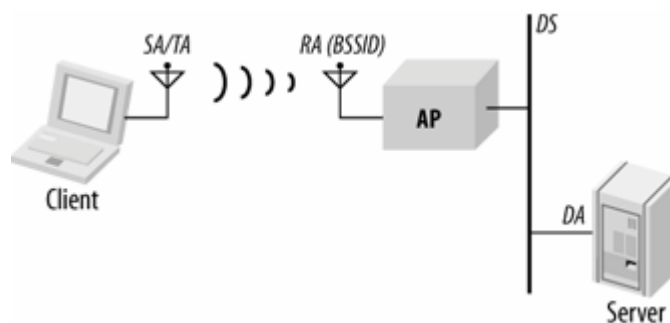 SA/TA
RA (BSSID)
DS
AP
Client
DA
Server